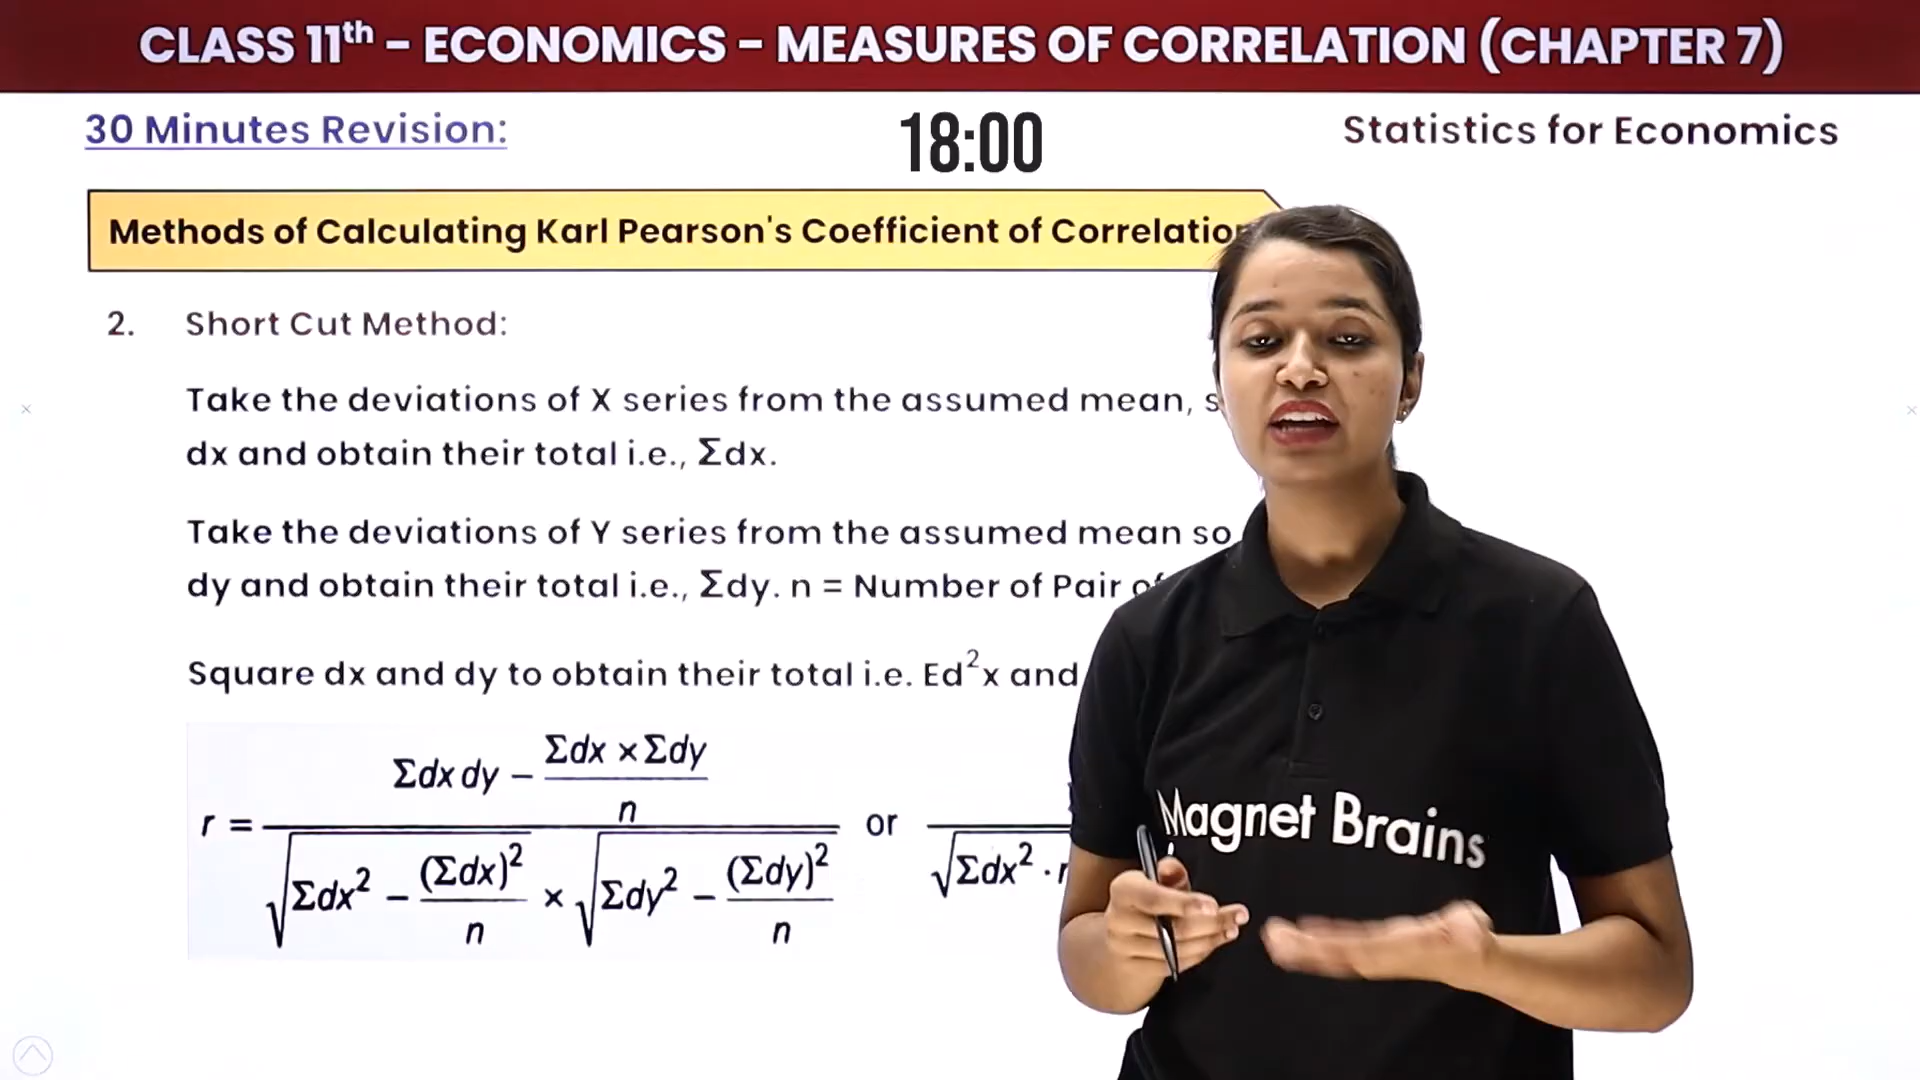 CLASS 11th – ECONOMICS – MEASURES OF CORRELATION (CHAPTER 7)
30 Minutes Revision:
18:00
Statistics for Economics
Methods of Calculating Karl Pearson's Coefficient of Correlation
2. Short Cut Method:
Take the deviations of X series from the assumed mean,
dx and obtain their total i.e., Σdx.
Take the deviations of Y series from the assumed mean so
dy and obtain their total i.e., Σdy. n = Number of Pair of
Square dx and dy to obtain their total i.e. Ed²x and
Σdx dy – Σdx × Σdy
n
r = or
√Σdx² – (Σdx)² × √Σdy² – (Σdy)² √Σdx² ·
n n
Magnet Brains